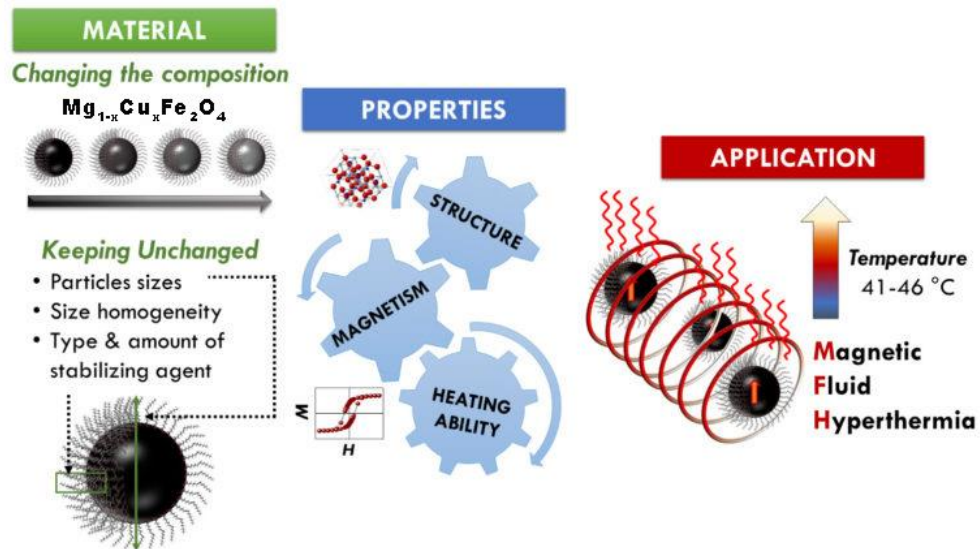 MATERIAL
Changing the composition
Mg₁₋ₓCuₓFe₂O₄
Keeping Unchanged
• Particles sizes
• Size homogeneity
• Type & amount of
stabilizing agent
PROPERTIES
STRUCTURE
MAGNETISM
HEATING
ABILITY
M
H
APPLICATION
Temperature
41-46 °C
Magnetic
Fluid
Hyperthermia